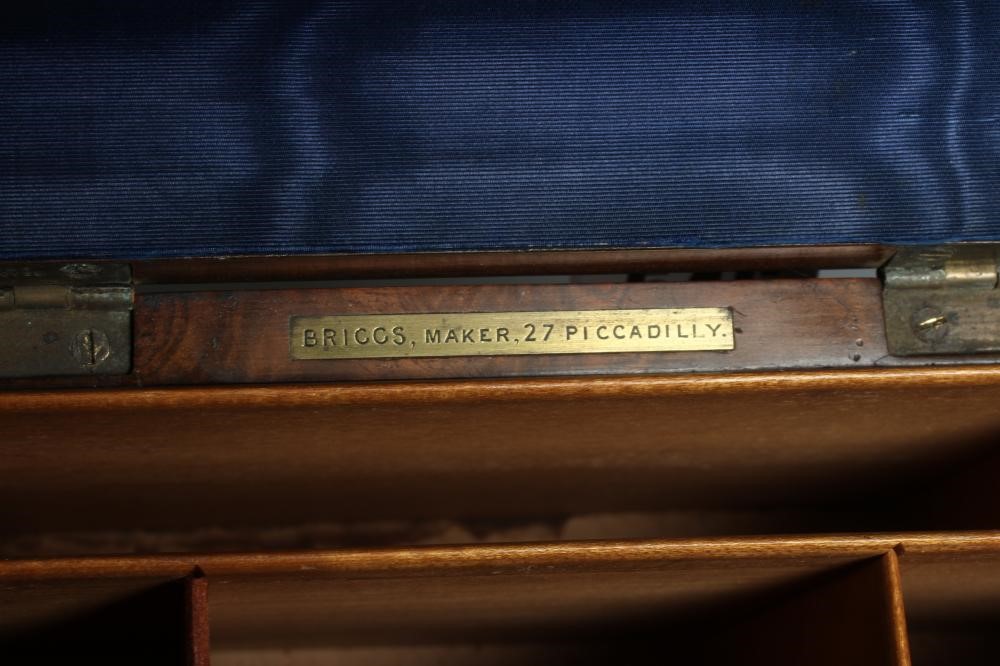 BRIGGS, MAKER, 27 PICCADILLY.